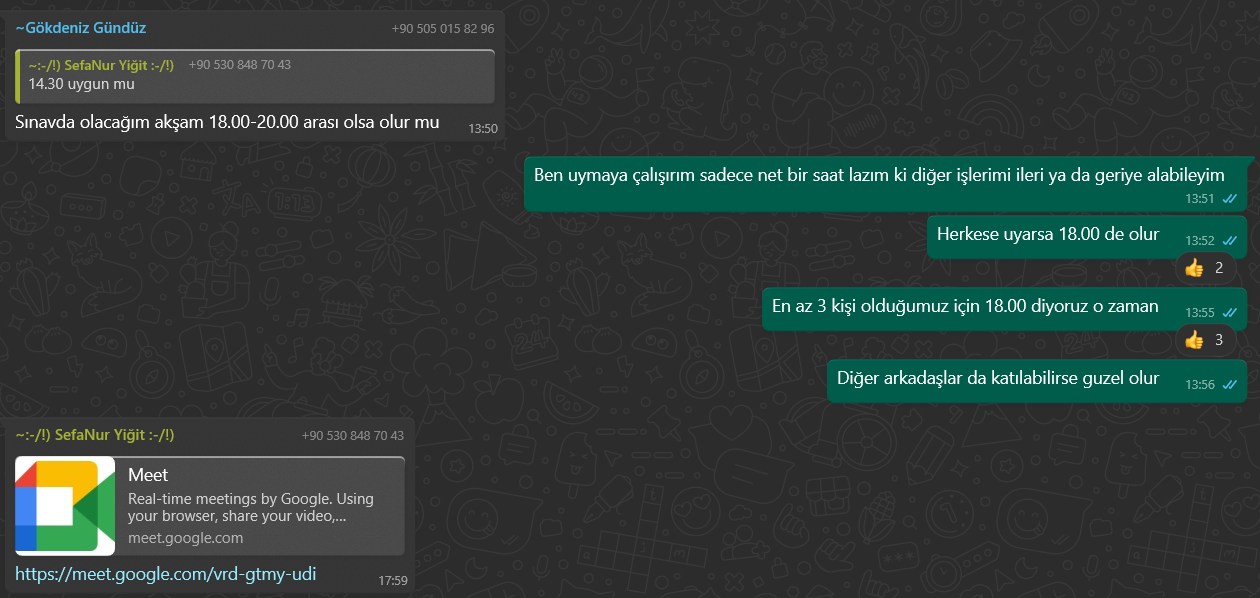 ~Gökdeniz Gündüz +90 505 015 82 96
~:-/!) SefaNur Yiğit :-/!) +90 530 848 70 43
14.30 uygun mu
Sınavda olacağım akşam 18.00-20.00 arası olsa olur mu 13:50
Ben uymaya çalışırım sadece net bir saat lazım ki diğer işlerimi ileri ya da geriye alabileyim
13:51
Herkese uyarsa 18.00 de olur 13:52
👍 2
En az 3 kişi olduğumuz için 18.00 diyoruz o zaman 13:55
👍 3
Diğer arkadaşlar da katılabilirse guzel olur 13:56
~:-/!) SefaNur Yiğit :-/!) +90 530 848 70 43
Meet
Real-time meetings by Google. Using
your browser, share your video,...
meet.google.com
https://meet.google.com/vrd-gtmy-udi 17:59